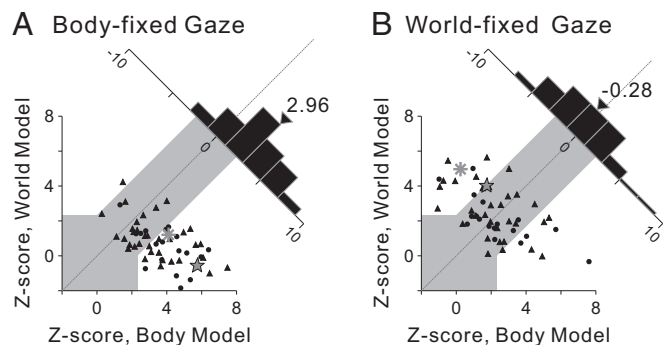 A Body-fixed Gaze
-10
2.96
0
10
8
4
0
Z-score, World Model
0 4 8
Z-score, Body Model
B World-fixed Gaze
-10
-0.28
0
10
8
4
0
Z-score, World Model
0 4 8
Z-score, Body Model